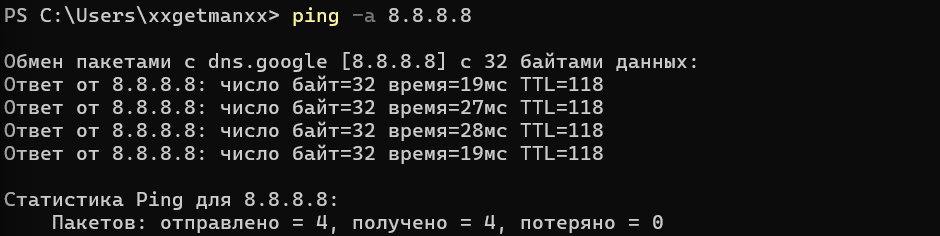 PS C:\Users\xxgetmanxx> ping -a 8.8.8.8
Обмен пакетами с dns.google [8.8.8.8] с 32 байтами данных:
Ответ от 8.8.8.8: число байт=32 время=19мс TTL=118
Ответ от 8.8.8.8: число байт=32 время=27мс TTL=118
Ответ от 8.8.8.8: число байт=32 время=28мс TTL=118
Ответ от 8.8.8.8: число байт=32 время=19мс TTL=118
Статистика Ping для 8.8.8.8:
Пакетов: отправлено = 4, получено = 4, потеряно = 0